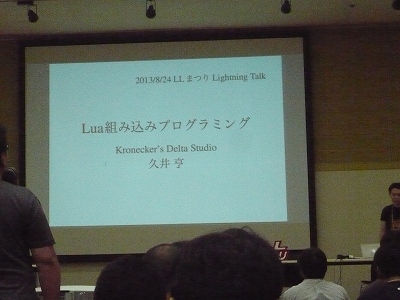 2013/8/24 LL まつり Lightning Talk
Lua組み込みプログラミング
Kronecker's Delta Studio
久井 亨